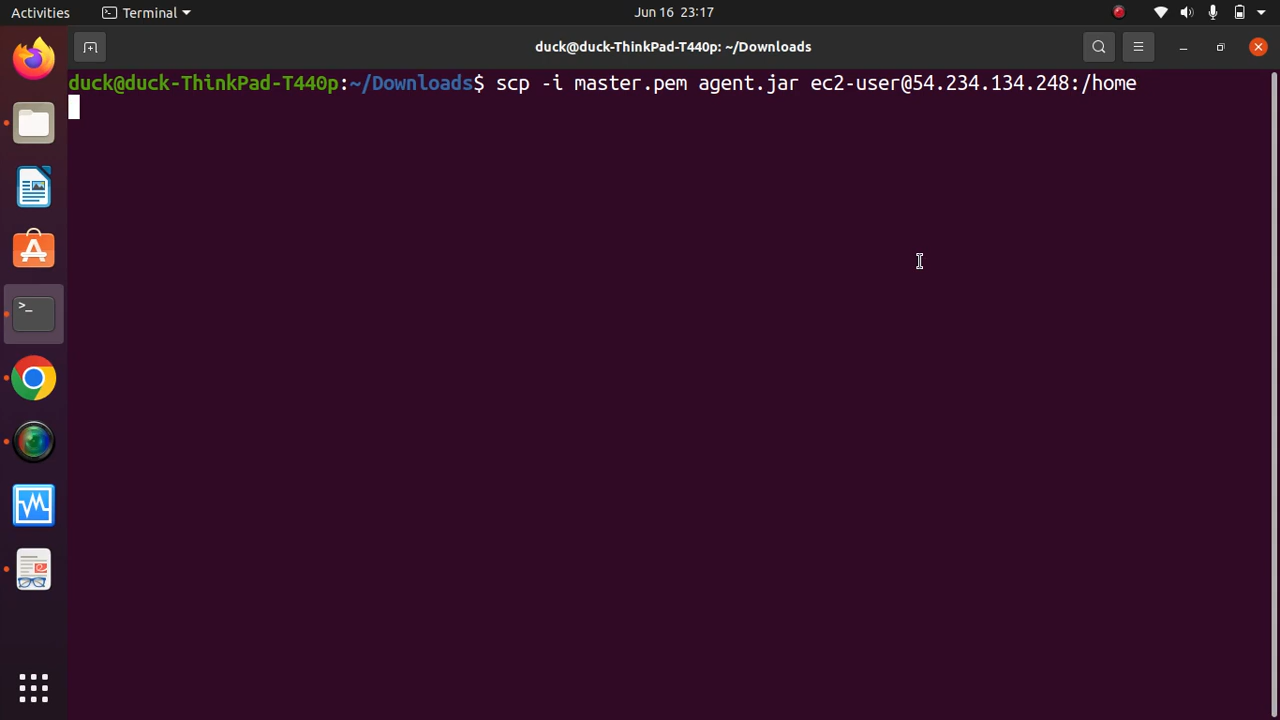 Activities Terminal Jun 16 23:17
duck@duck-ThinkPad-T440p: ~/Downloads
duck@duck-ThinkPad-T440p:~/Downloads$ scp -i master.pem agent.jar ec2-user@54.234.134.248:/home